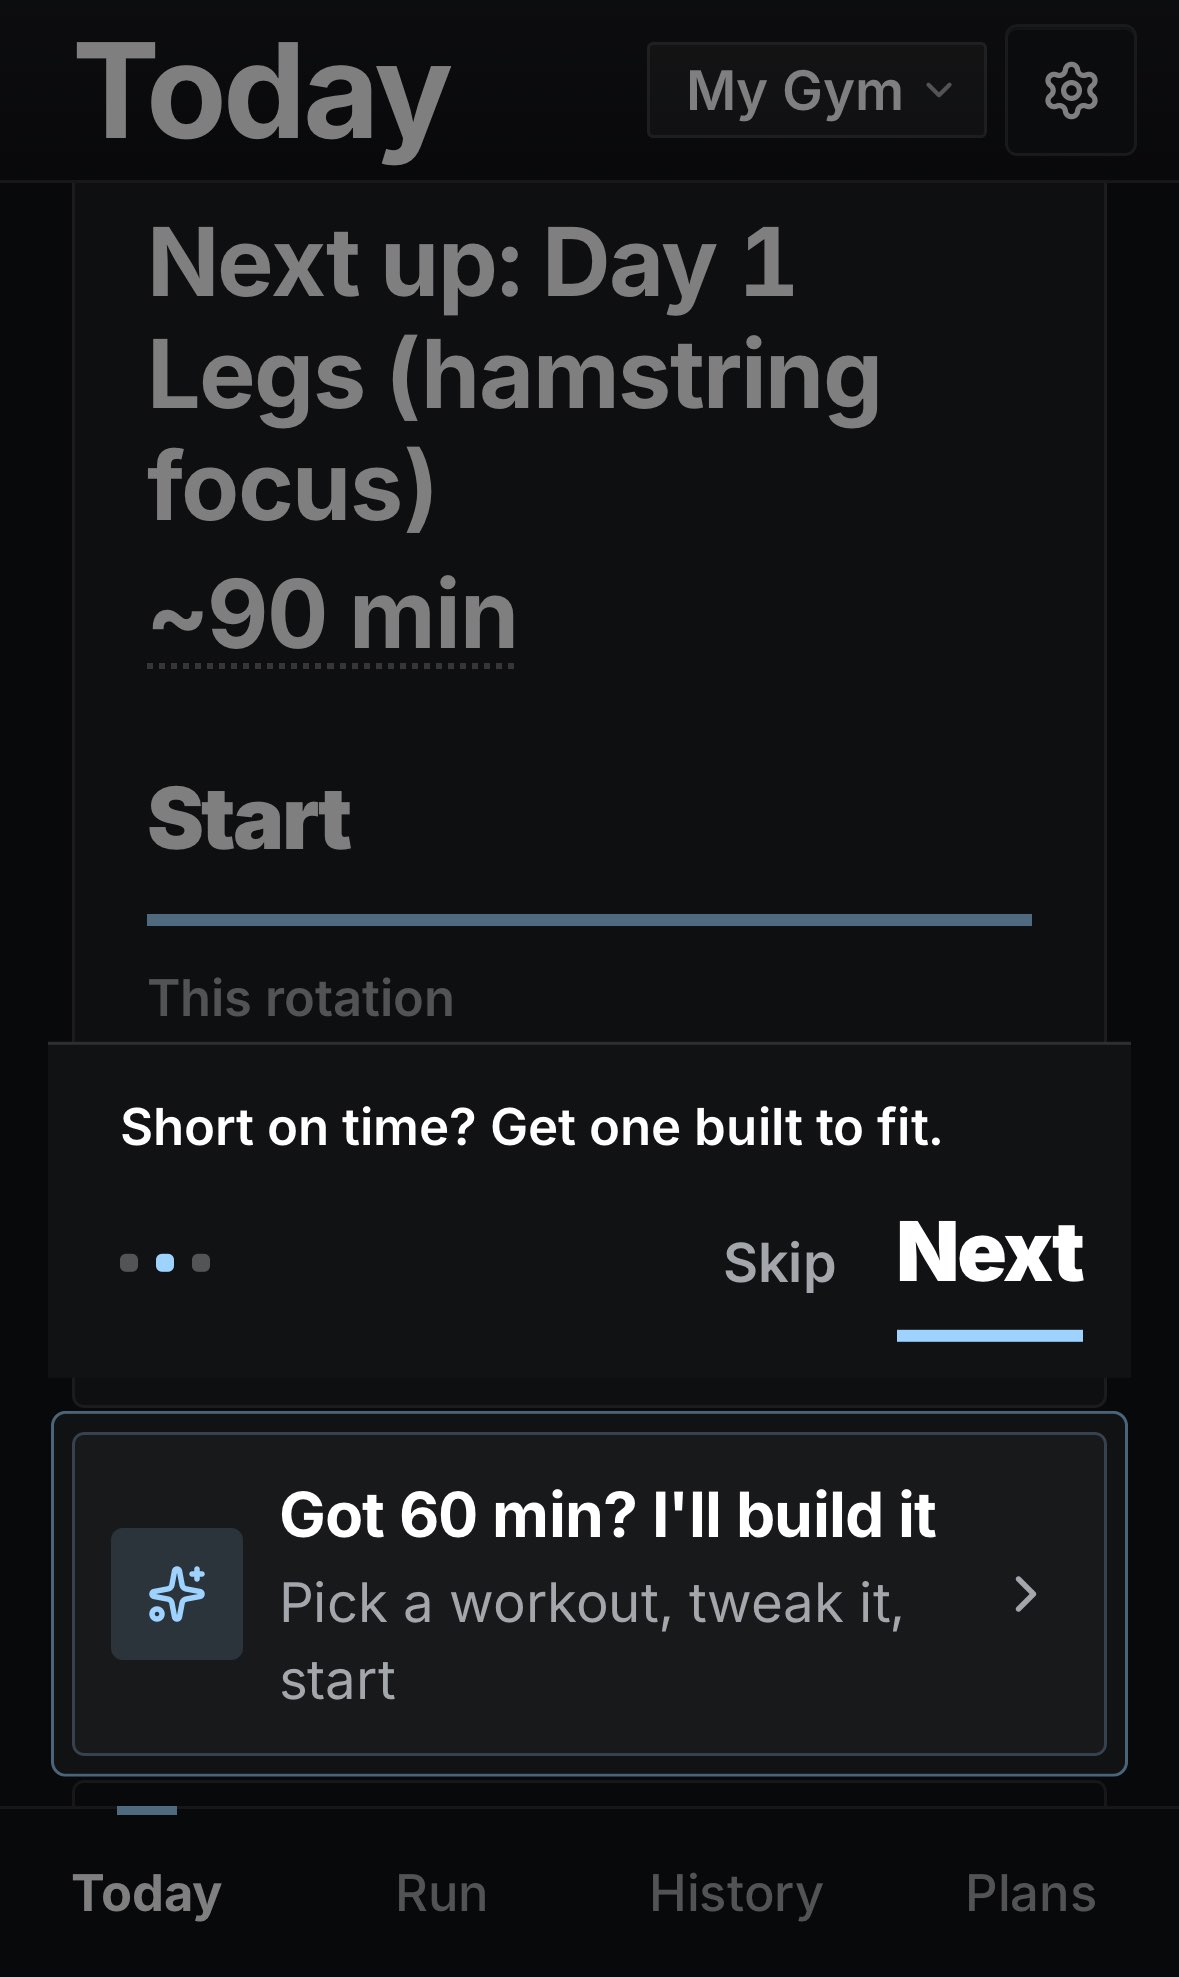 Today
My Gym
Next up: Day 1
Legs (hamstring
focus)
~90 min
Start
This rotation
Short on time? Get one built to fit.
Skip
Next
Got 60 min? I'll build it
Pick a workout, tweak it,
start
Today
Run
History
Plans